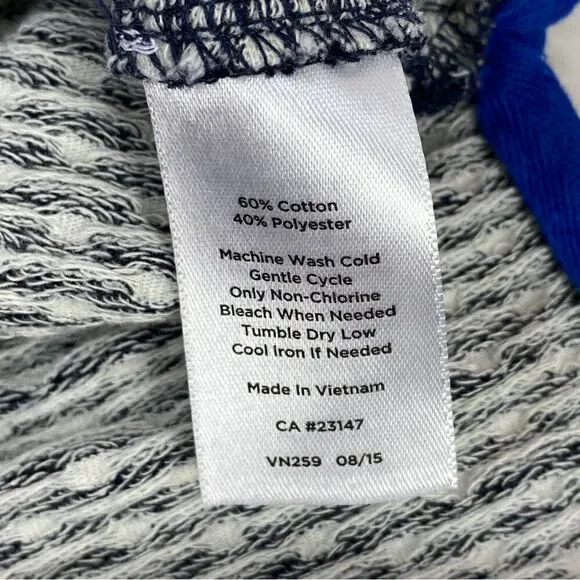 60% Cotton
40% Polyester
Machine Wash Cold
Gentle Cycle
Only Non-Chlorine
Bleach When Needed
Tumble Dry Low
Cool Iron If Needed
Made In Vietnam
CA #23147
VN259 08/15